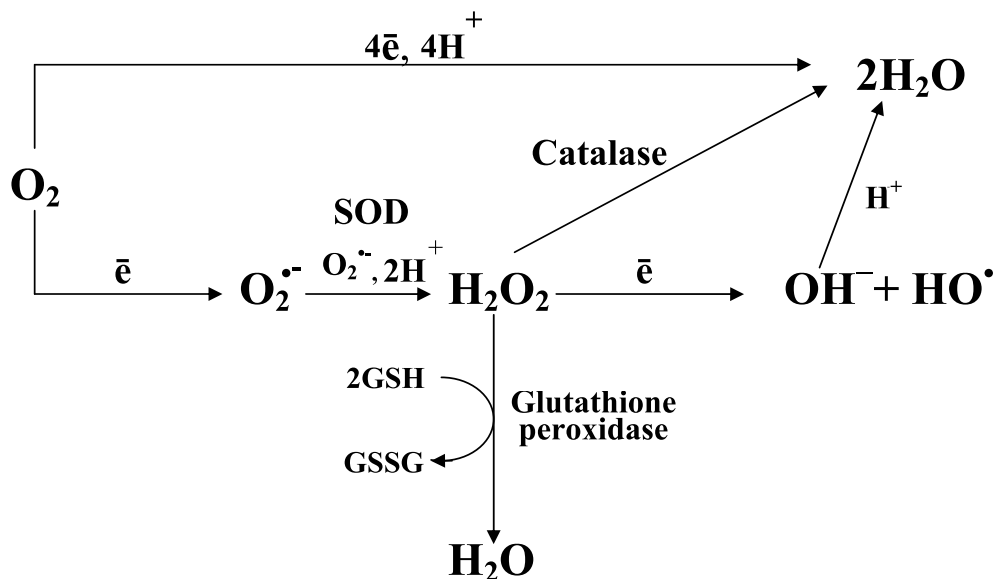 4ē, 4H⁺
2H₂O
Catalase
O₂
H⁺
SOD
O₂•⁻, 2H⁺
ē
O₂•⁻
H₂O₂
ē
OH⁻ + HO•
2GSH
Glutathione
peroxidase
GSSG
H₂O